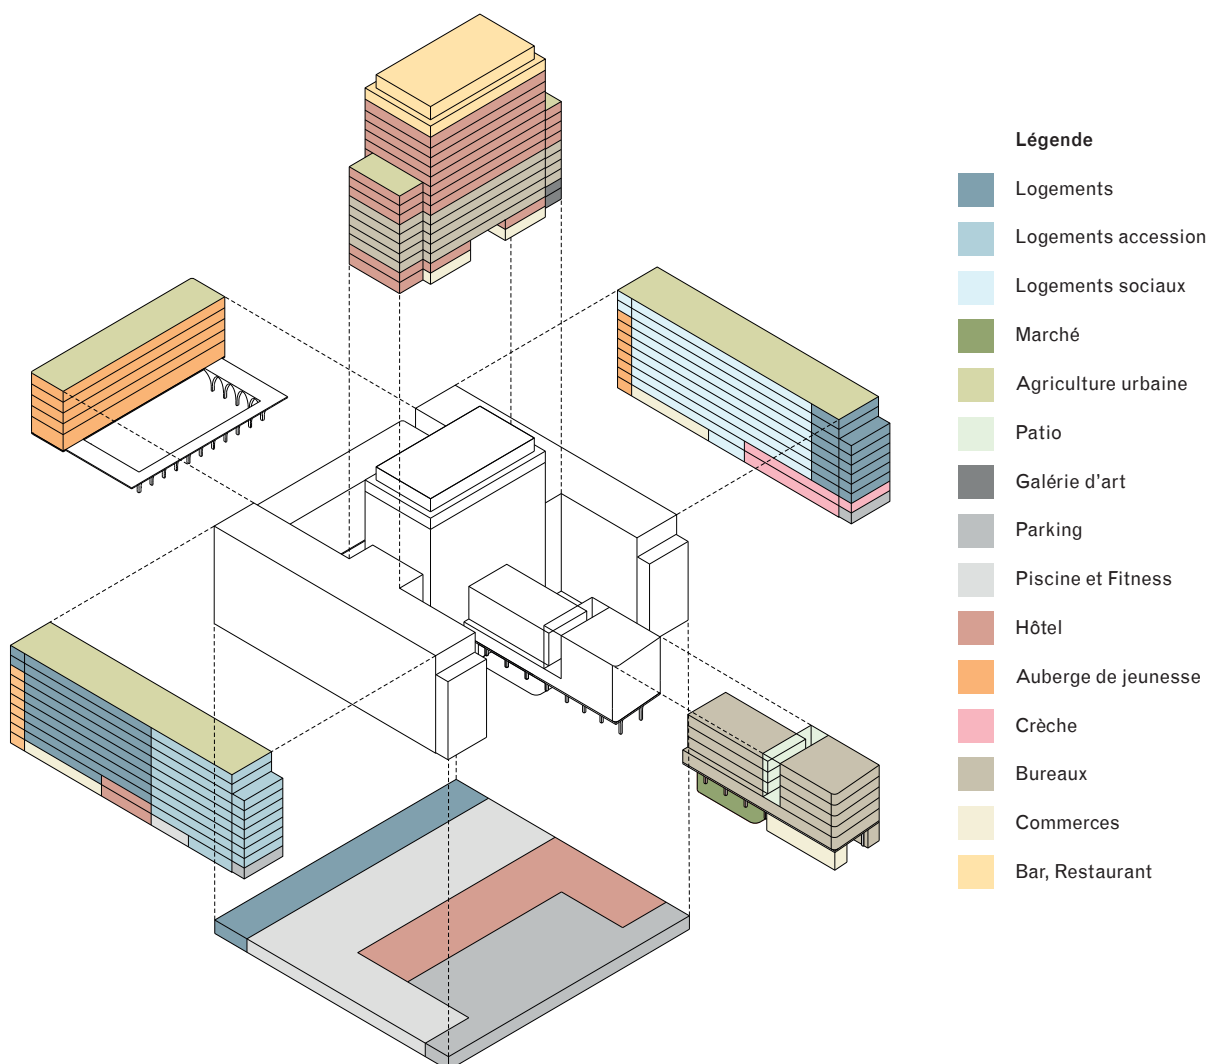 Légende
Logements
Logements accession
Logements sociaux
Marché
Agriculture urbaine
Patio
Galérie d'art
Parking
Piscine et Fitness
Hôtel
Auberge de jeunesse
Crèche
Bureaux
Commerces
Bar, Restaurant